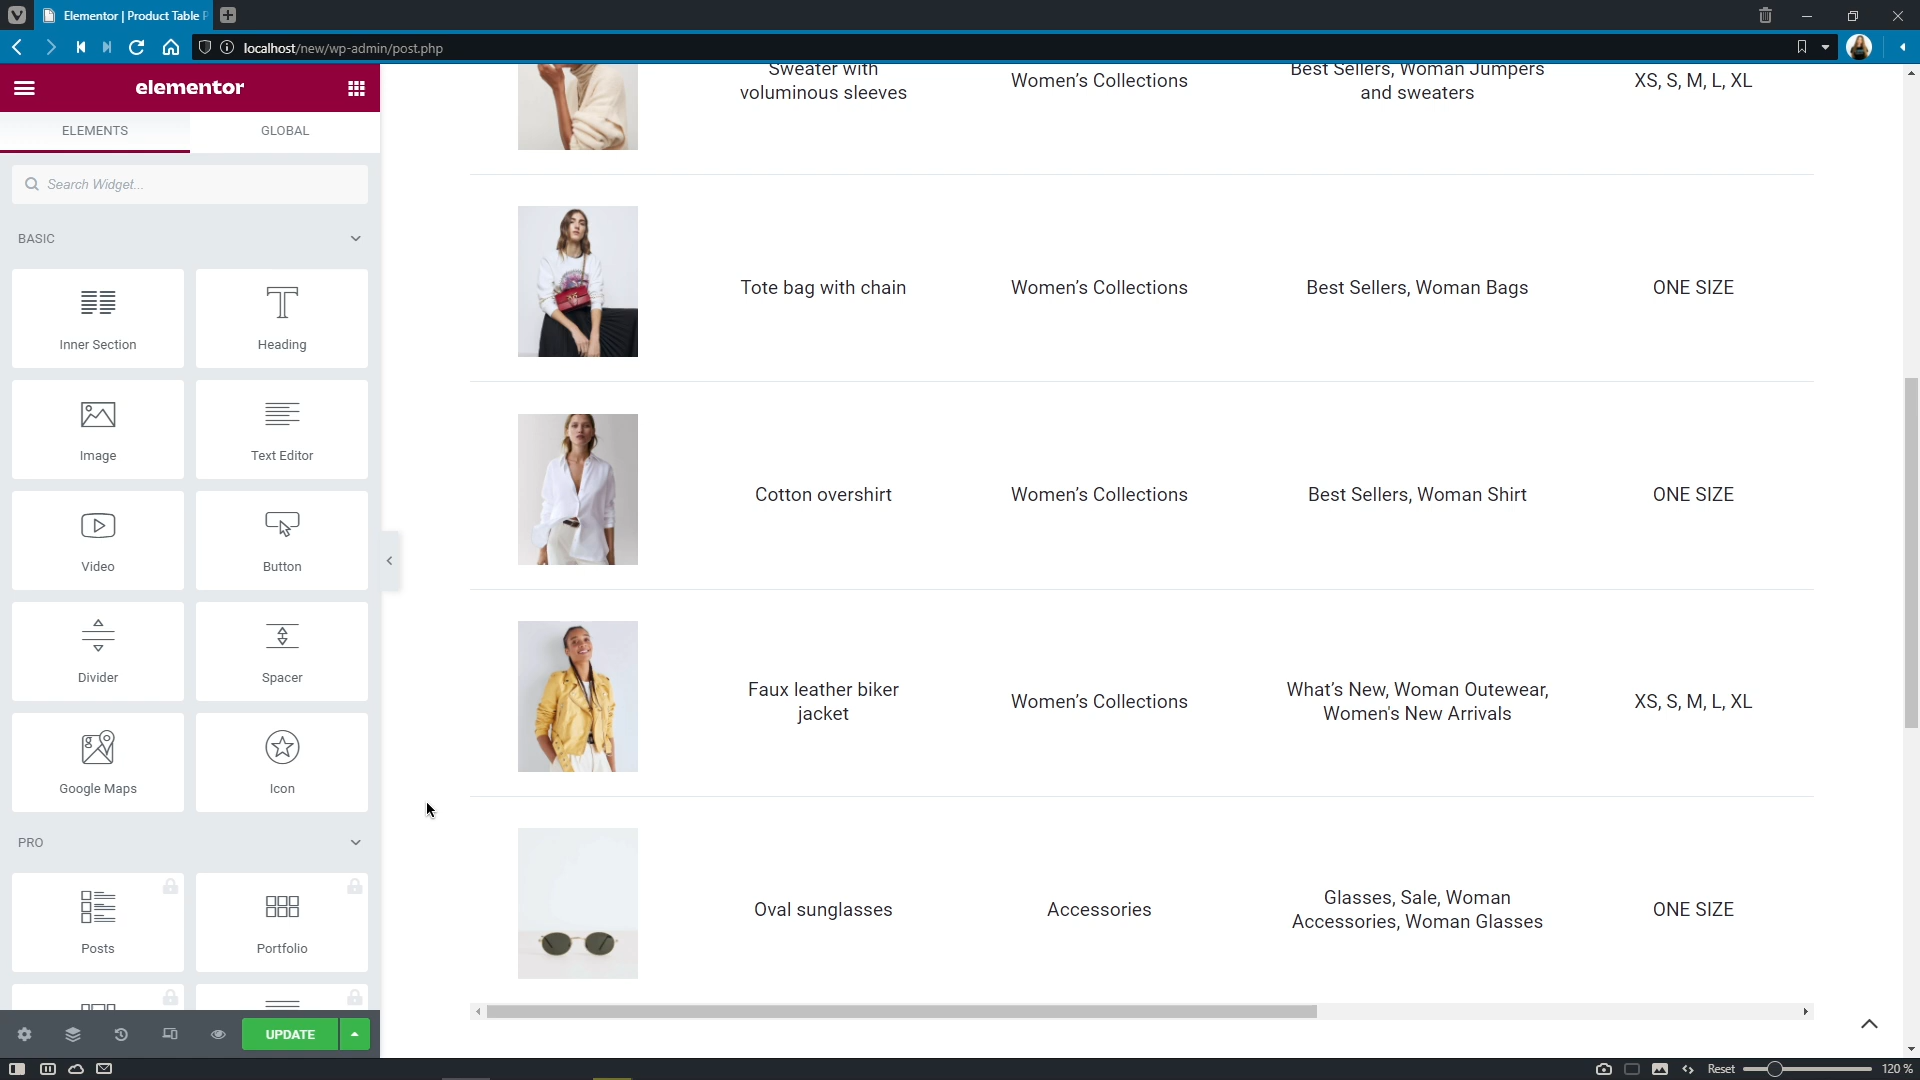 Elementor | Product Table P
localhost/new/wp-admin/post.php
elementor
ELEMENTS
GLOBAL
Search Widget...
BASIC
Inner Section
Heading
Image
Text Editor
Video
Button
Divider
Spacer
Google Maps
Icon
PRO
Posts
Portfolio
UPDATE
Sweater with
voluminous sleeves
Women's Collections
Best Sellers, Woman Jumpers
and sweaters
XS, S, M, L, XL
Tote bag with chain
Women's Collections
Best Sellers, Woman Bags
ONE SIZE
Cotton overshirt
Women's Collections
Best Sellers, Woman Shirt
ONE SIZE
Faux leather biker
jacket
Women's Collections
What's New, Woman Outewear,
Women's New Arrivals
XS, S, M, L, XL
Oval sunglasses
Accessories
Glasses, Sale, Woman
Accessories, Woman Glasses
ONE SIZE
Reset
120 %